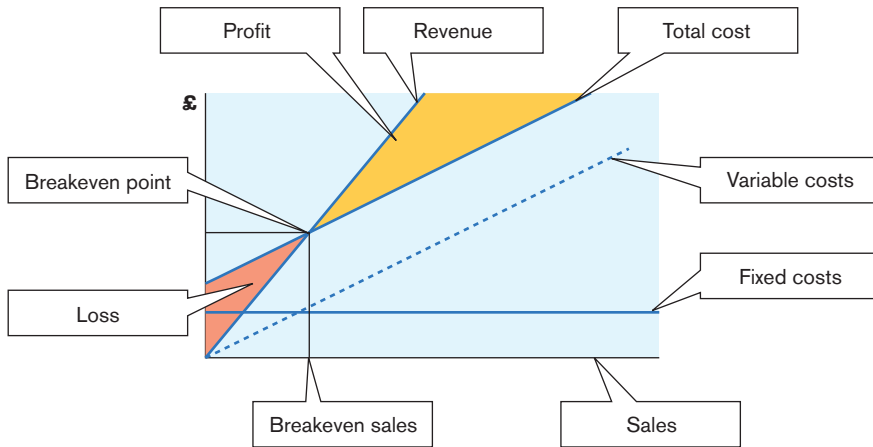 Profit
Revenue
Total cost
£
Breakeven point
Variable costs
Fixed costs
Loss
Breakeven sales
Sales